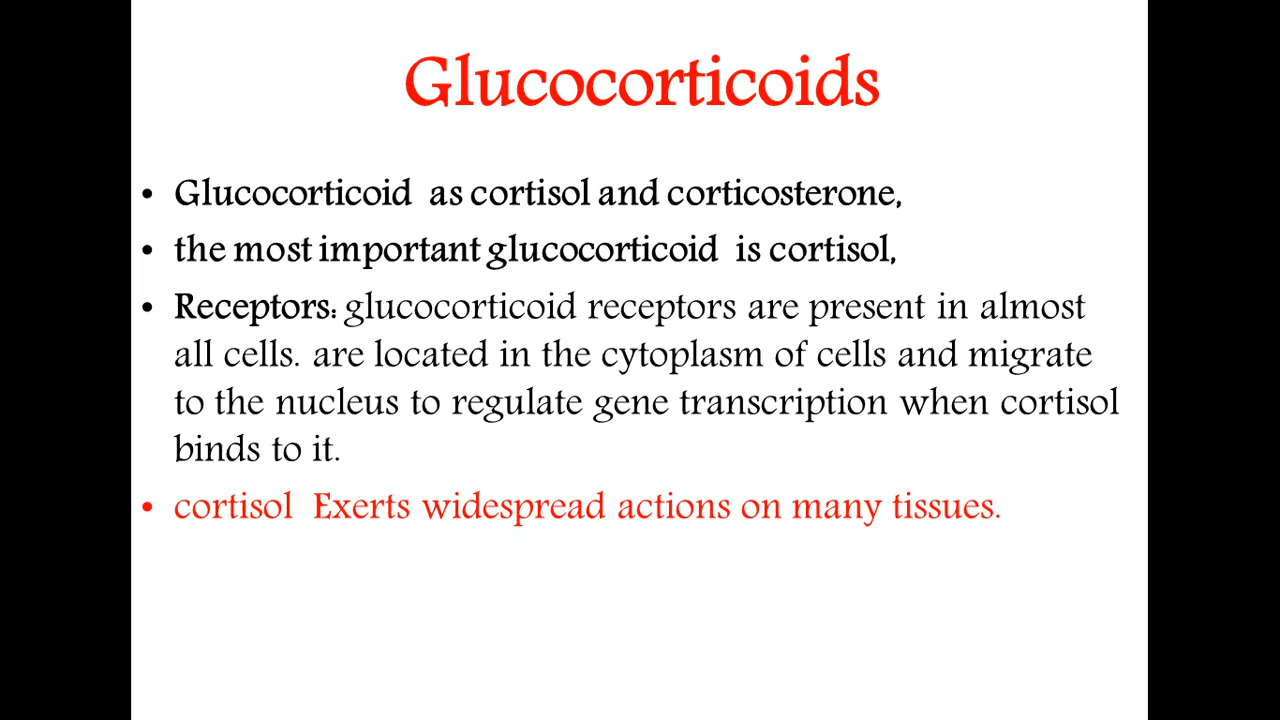 Glucocorticoids
• Glucocorticoid as cortisol and corticosterone,
• the most important glucocorticoid is cortisol,
• Receptors: glucocorticoid receptors are present in almost
all cells. are located in the cytoplasm of cells and migrate
to the nucleus to regulate gene transcription when cortisol
binds to it.
• cortisol Exerts widespread actions on many tissues.